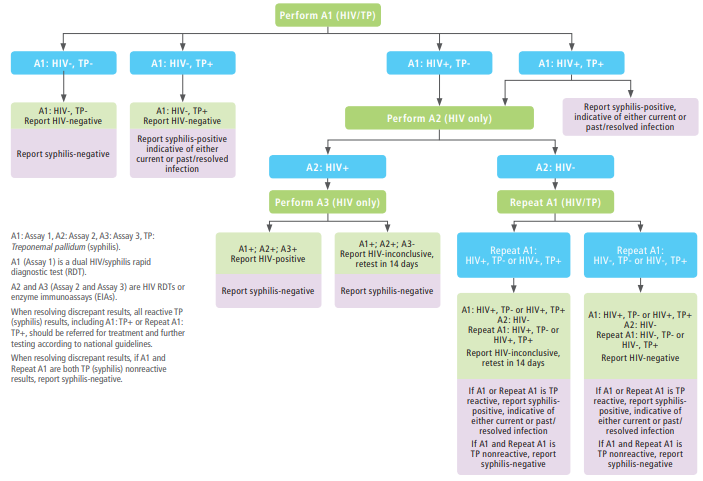 Perform A1 (HIV/TP)
A1: HIV-, TP-
A1: HIV-, TP+
A1: HIV+, TP-
A1: HIV+, TP+
A1: HIV-, TP-
Report HIV-negative
Report syphilis-negative
A1: HIV-, TP+
Report HIV-negative
Report syphilis-positive
indicative of either
current or past/resolved
infection
Perform A2 (HIV only)
Report syphilis-positive,
indicative of either current or
past/resolved infection
A2: HIV+
A2: HIV-
Perform A3 (HIV only)
Repeat A1 (HIV/TP)
A1+; A2+; A3+
Report HIV-positive
Report syphilis-negative
A1+; A2+; A3-
Report HIV-inconclusive,
retest in 14 days
Report syphilis-negative
Repeat A1:
HIV+, TP- or HIV+, TP+
Repeat A1:
HIV-, TP- or HIV-, TP+
A1: HIV+, TP- or HIV+, TP+
A2: HIV-
Repeat A1: HIV+, TP- or
HIV+, TP+
Report HIV-inconclusive,
retest in 14 days
If A1 or Repeat A1 is TP
reactive, report syphilis-
positive, indicative of
either current or past/
resolved infection
If A1 and Repeat A1 is
TP nonreactive, report
syphilis-negative
A1: HIV+, TP- or HIV+, TP+
A2: HIV-
Repeat A1: HIV-, TP- or
HIV-, TP+
Report HIV-negative
If A1 or Repeat A1 is TP
reactive, report syphilis-
positive, indicative of
either current or past/
resolved infection
If A1 and Repeat A1 is
TP nonreactive, report
syphilis-negative
A1: Assay 1, A2: Assay 2, A3: Assay 3, TP:
Treponemal pallidum (syphilis).
A1 (Assay 1) is a dual HIV/syphilis rapid
diagnostic test (RDT).
A2 and A3 (Assay 2 and Assay 3) are HIV RDTs or
enzyme immunoassays (EIAs).
When resolving discrepant results, all reactive TP
(syphilis) results, including A1: TP+ or Repeat A1:
TP+, should be referred for treatment and further
testing according to national guidelines.
When resolving discrepant results, if A1 and
Repeat A1 are both TP (syphilis) nonreactive
results, report syphilis-negative.